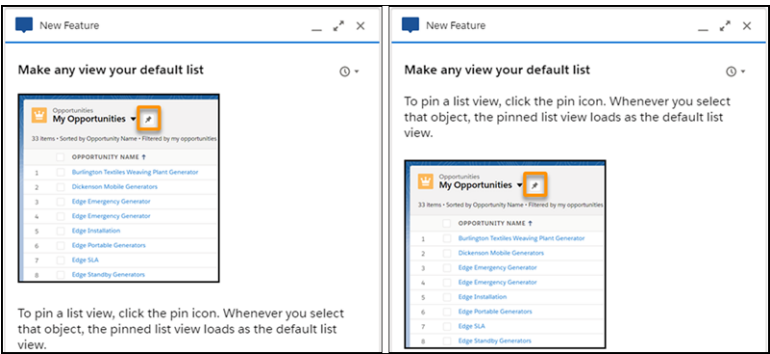 New Feature
Make any view your default list
Opportunities
My Opportunities
33 items • Sorted by Opportunity Name • Filtered by my opportunities
OPPORTUNITY NAME ↑
1 Burlington Textiles Weaving Plant Generator
2 Dickenson Mobile Generators
3 Edge Emergency Generator
4 Edge Emergency Generator
5 Edge Installation
6 Edge Portable Generators
7 Edge SLA
8 Edge Standby Generators
To pin a list view, click the pin icon. Whenever you select
that object, the pinned list view loads as the default list
view.
New Feature
Make any view your default list
To pin a list view, click the pin icon. Whenever you select
that object, the pinned list view loads as the default list
view.
Opportunities
My Opportunities
33 items • Sorted by Opportunity Name • Filtered by my opportunities
OPPORTUNITY NAME ↑
1 Burlington Textiles Weaving Plant Generator
2 Dickenson Mobile Generators
3 Edge Emergency Generator
4 Edge Emergency Generator
5 Edge Installation
6 Edge Portable Generators
7 Edge SLA
8 Edge Standby Generators